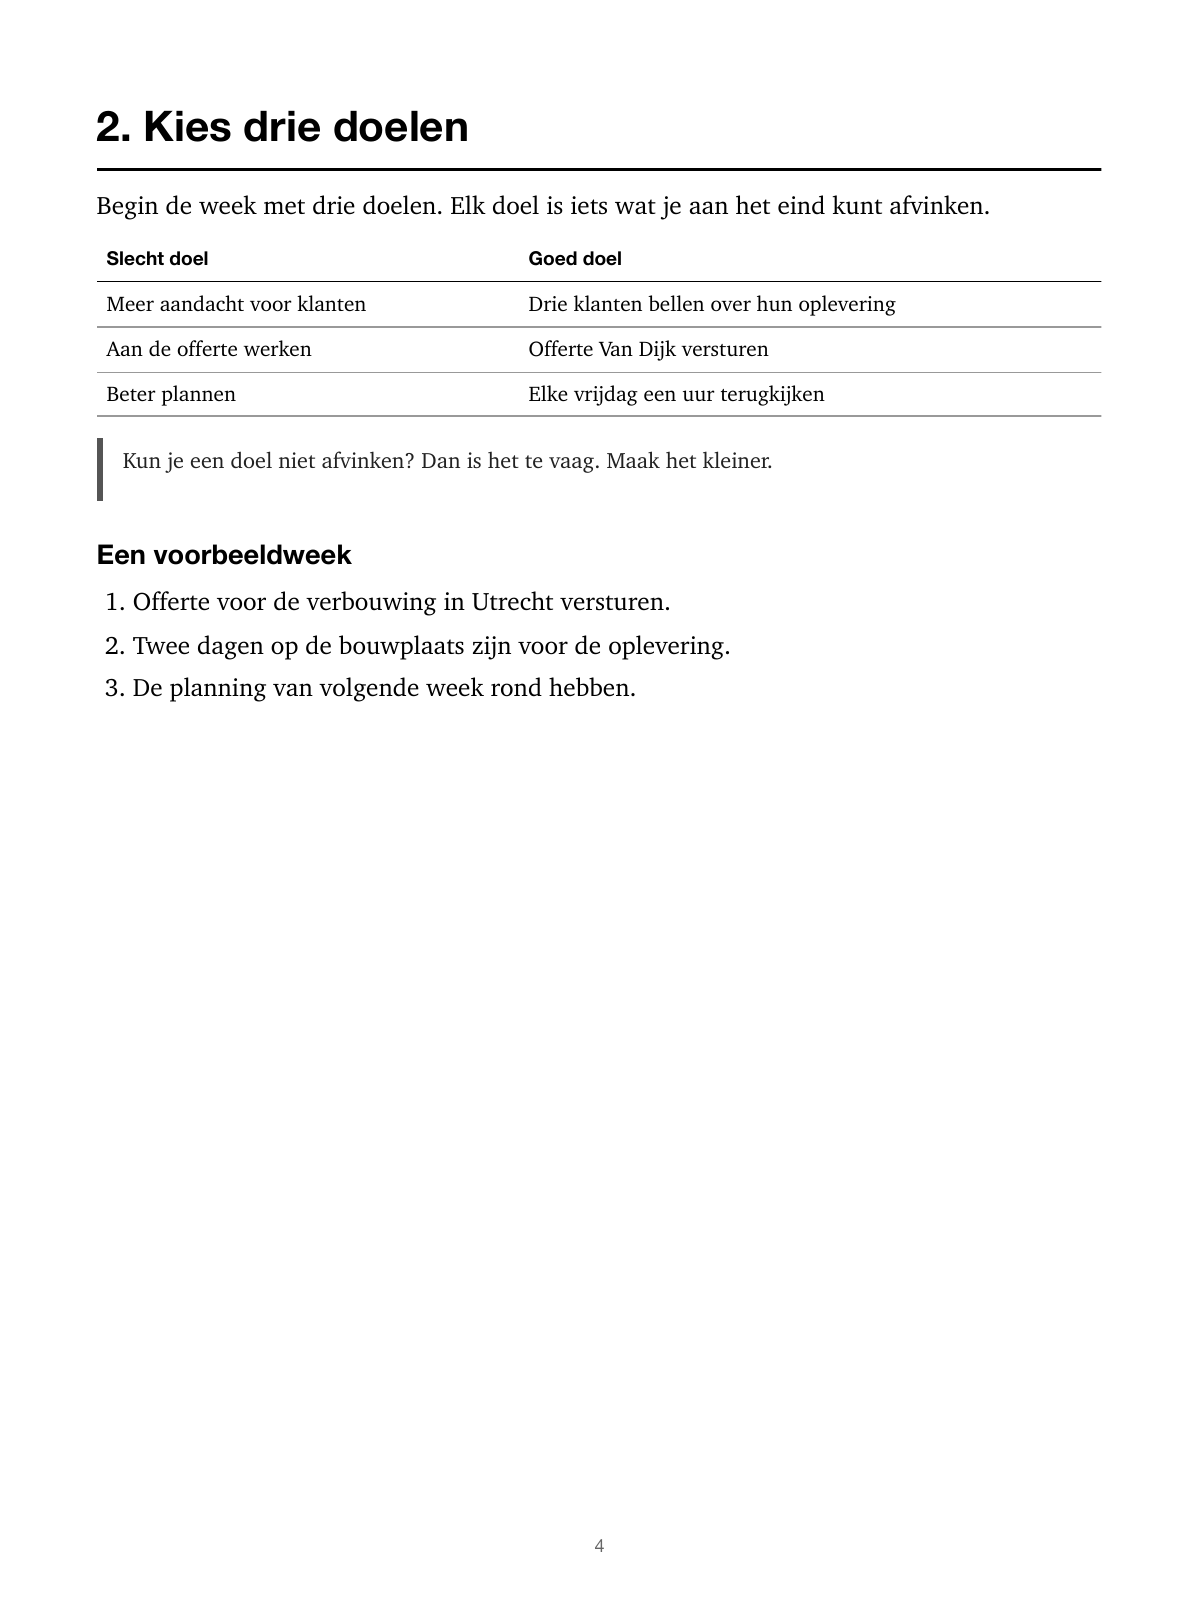 2. Kies drie doelen
Begin de week met drie doelen. Elk doel is iets wat je aan het eind kunt afvinken.
Slecht doel Goed doel
Meer aandacht voor klanten Drie klanten bellen over hun oplevering
Aan de offerte werken Offerte Van Dijk versturen
Beter plannen Elke vrijdag een uur terugkijken
Kun je een doel niet afvinken? Dan is het te vaag. Maak het kleiner.
Een voorbeeldweek
1. Offerte voor de verbouwing in Utrecht versturen.
2. Twee dagen op de bouwplaats zijn voor de oplevering.
3. De planning van volgende week rond hebben.
4